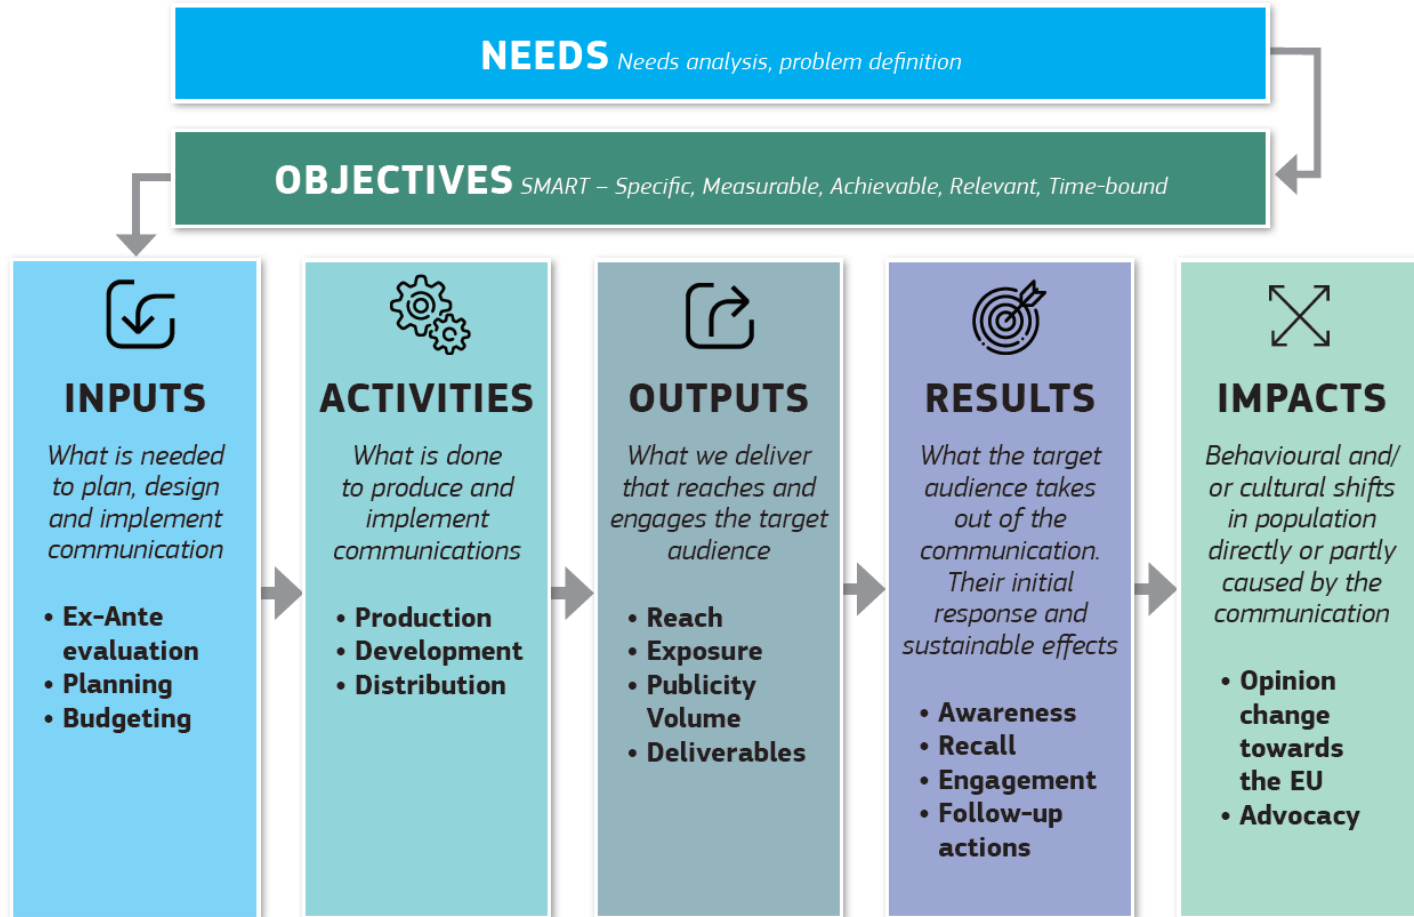 NEEDS Needs analysis, problem definition
OBJECTIVES SMART – Specific, Measurable, Achievable, Relevant, Time-bound
INPUTS
What is needed
to plan, design
and implement
communication
• Ex-Ante
evaluation
• Planning
• Budgeting
ACTIVITIES
What is done
to produce and
implement
communications
• Production
• Development
• Distribution
OUTPUTS
What we deliver
that reaches and
engages the target
audience
• Reach
• Exposure
• Publicity
Volume
• Deliverables
RESULTS
What the target
audience takes
out of the
communication.
Their initial
response and
sustainable effects
• Awareness
• Recall
• Engagement
• Follow-up
actions
IMPACTS
Behavioural and/
or cultural shifts
in population
directly or partly
caused by the
communication
• Opinion
change
towards
the EU
• Advocacy